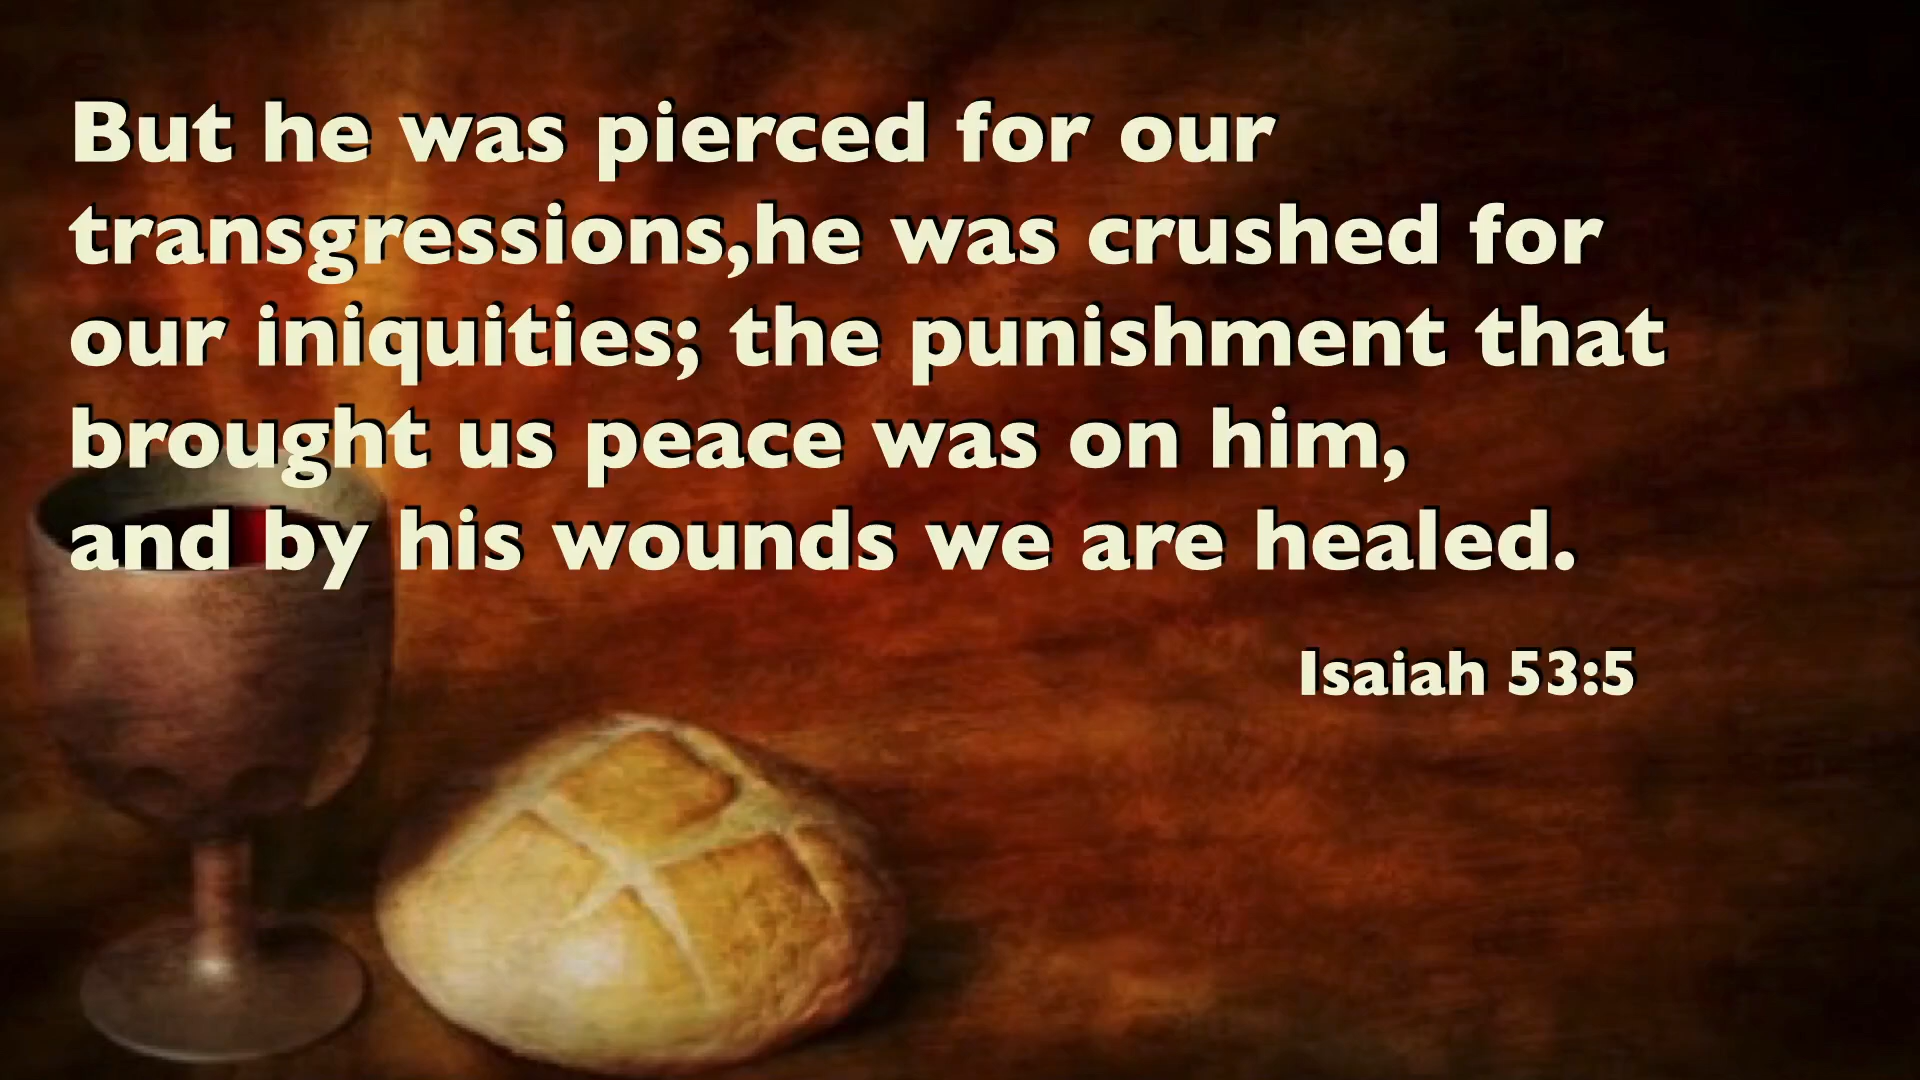 But he was pierced for our
transgressions,he was crushed for
our iniquities; the punishment that
brought us peace was on him,
and by his wounds we are healed.
Isaiah 53:5